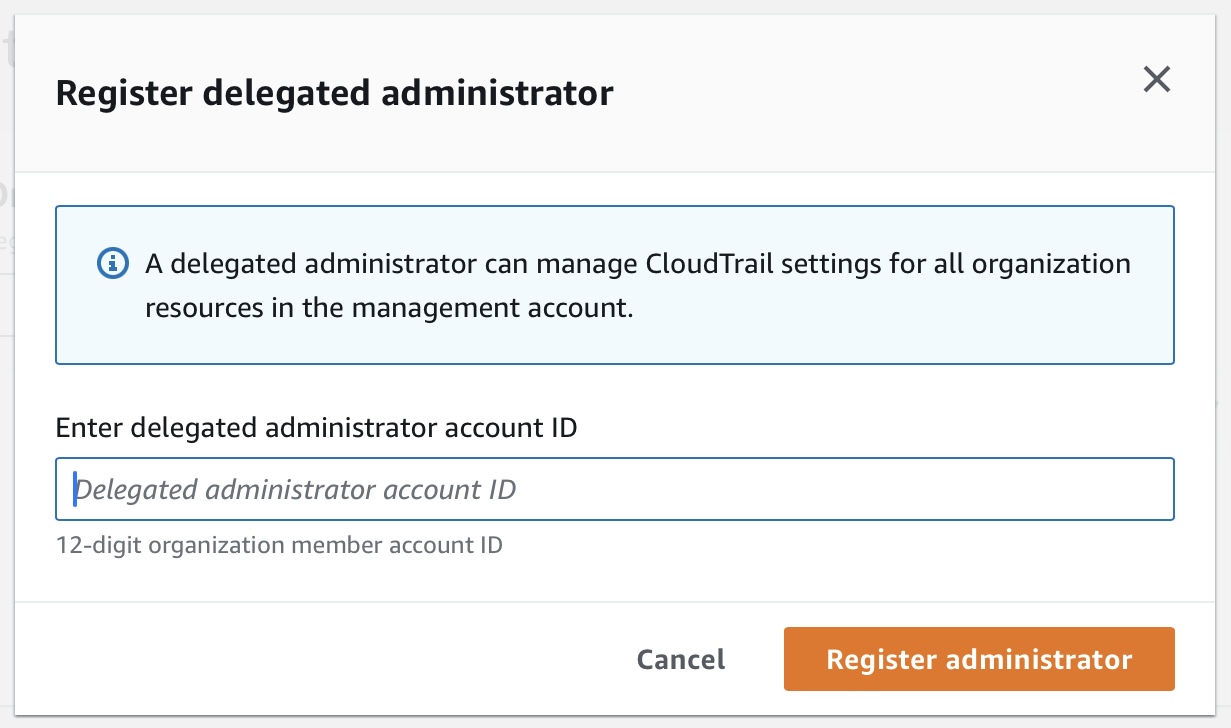 Register delegated administrator
A delegated administrator can manage CloudTrail settings for all organization
resources in the management account.
Enter delegated administrator account ID
Delegated administrator account ID
12-digit organization member account ID
Cancel
Register administrator